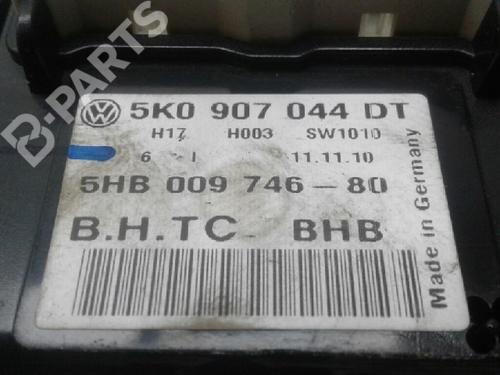 B-PARTS
5K0 907 044 DT
H17 H003 SW1010
6 I 11.11.10
5HB 009 746-80
B.H.TC BHB
Made in Germany